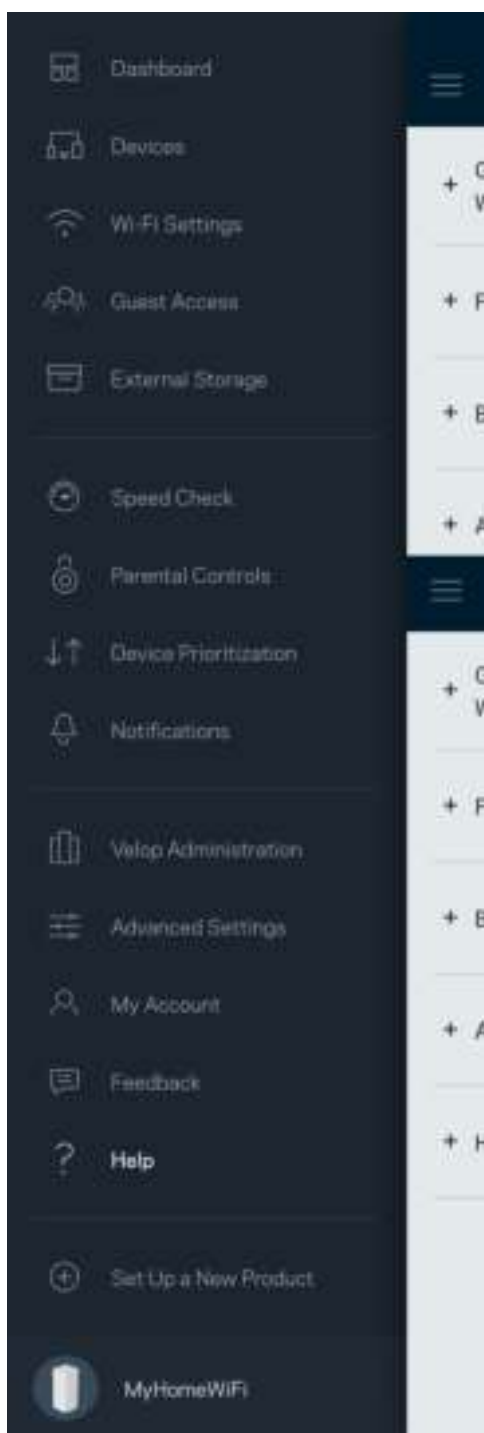 Dashboard
Devices
Wi-Fi Settings
Guest Access
External Storage
Speed Check
Parental Controls
Device Prioritization
Notifications
Velop Administration
Advanced Settings
My Account
Feedback
Help
Set Up a New Product
MyHomeWiFi